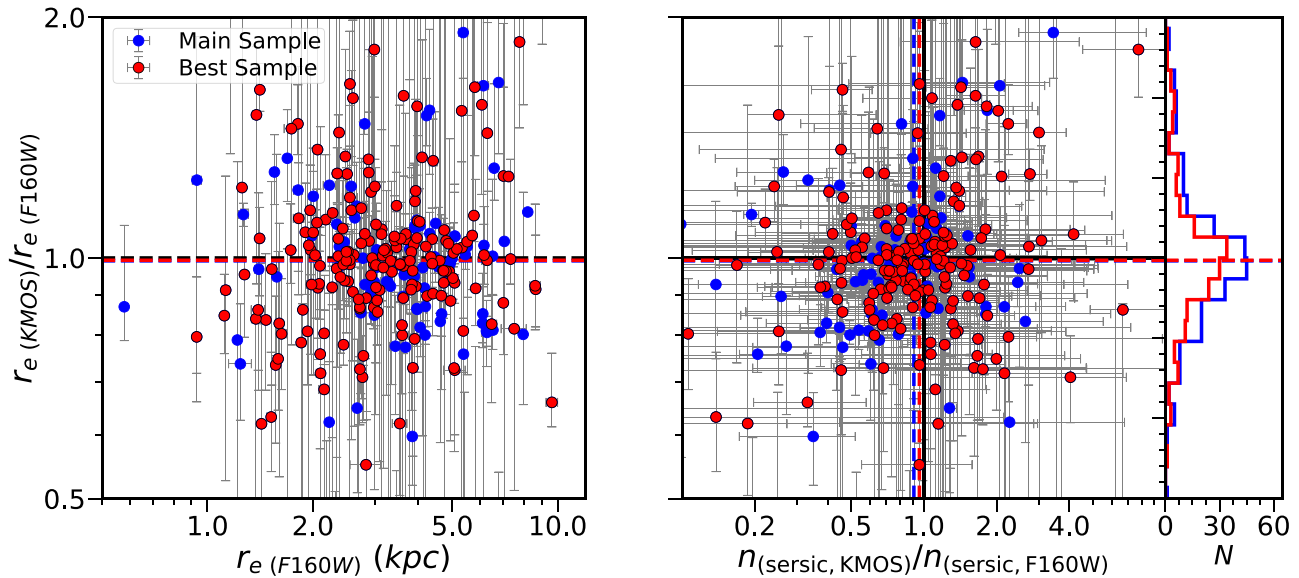 Main Sample
Best Sample
2.0
1.0
0.5
r_e (KMOS)/r_e (F160W)
1.0 2.0 5.0 10.0
r_e (F160W) (kpc)
0.2 0.5 1.0 2.0 4.0
n_(sersic, KMOS)/n_(sersic, F160W)
0 30 60
N